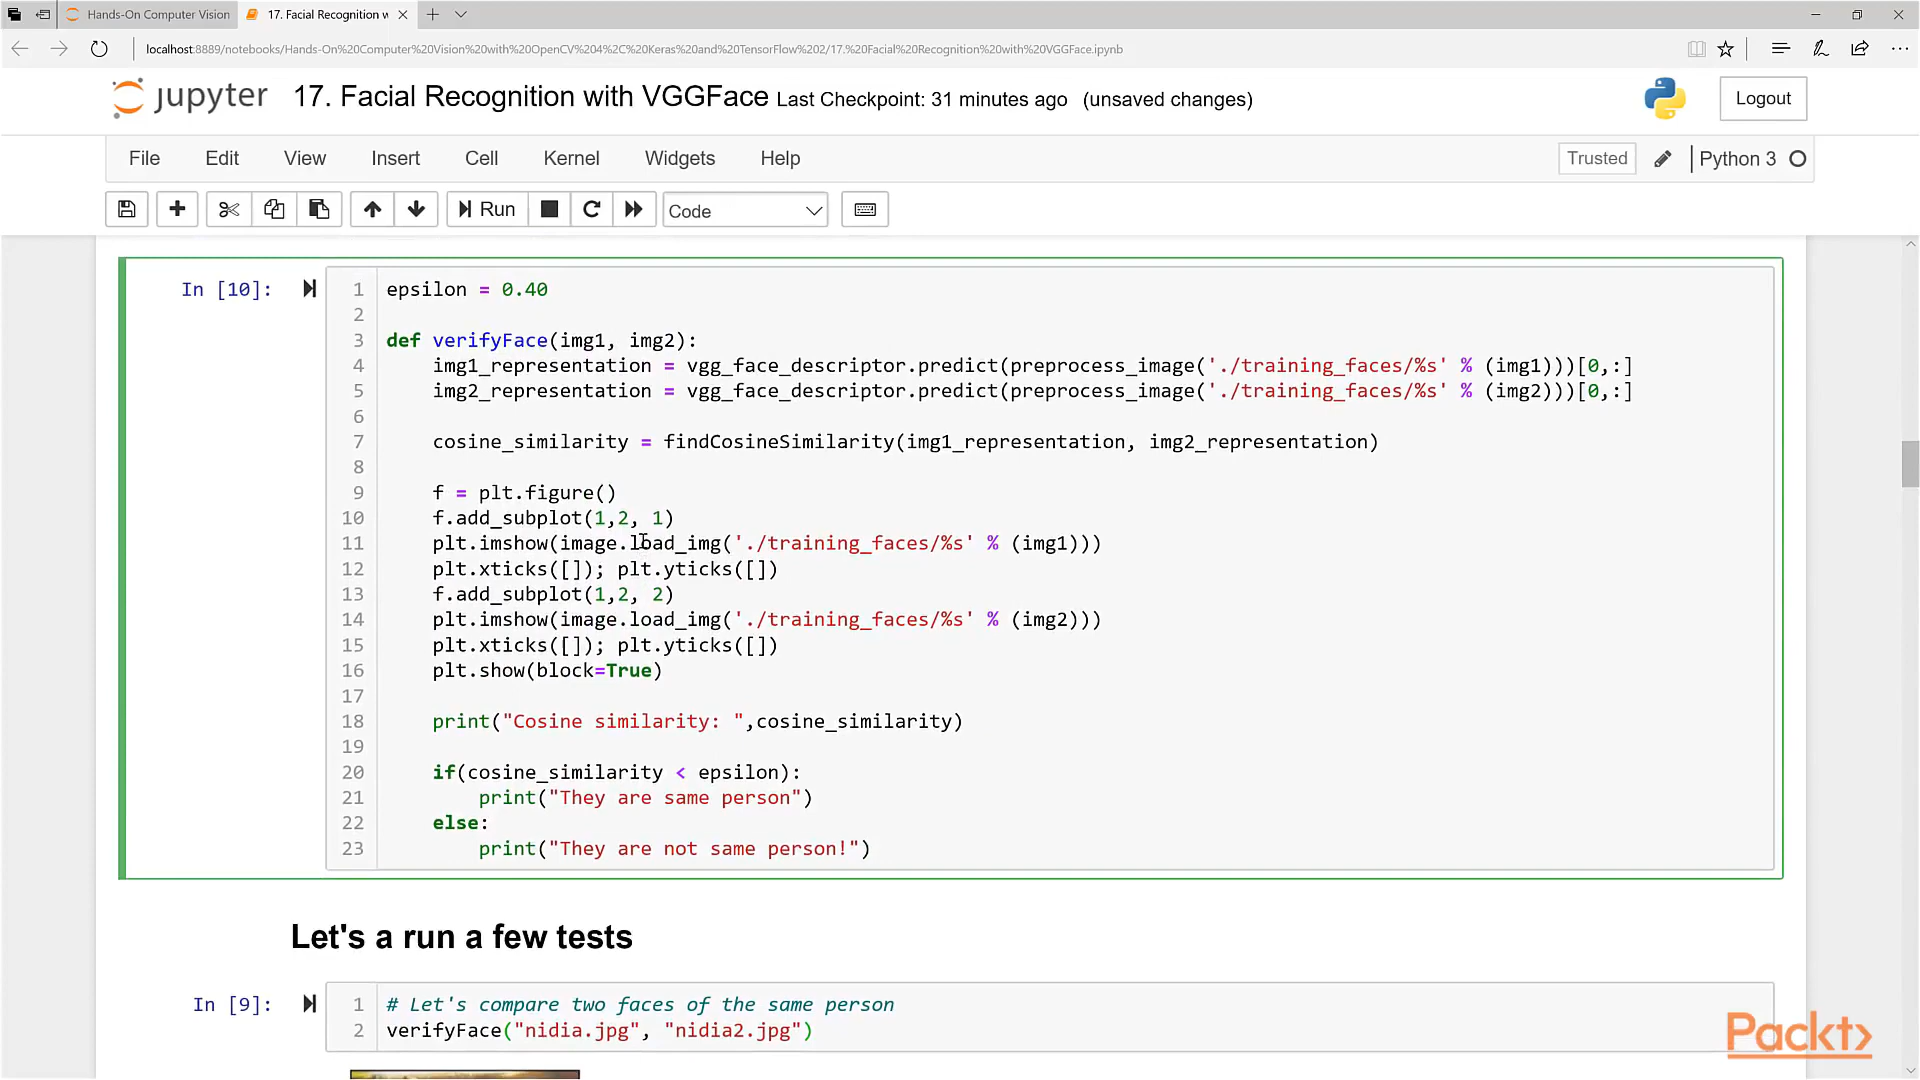 Hands-On Computer Vision
17. Facial Recognition w
localhost:8889/notebooks/Hands-On%20Computer%20Vision%20with%20OpenCV%204%2C%20Keras%20and%20TensorFlow%202/17.%20Facial%20Recognition%20with%20VGGFace.ipynb
jupyter 17. Facial Recognition with VGGFace Last Checkpoint: 31 minutes ago (unsaved changes)
Logout
File Edit View Insert Cell Kernel Widgets Help
Trusted Python 3
Run Code
In [10]:
1 epsilon = 0.40
2
3 def verifyFace(img1, img2):
4 img1_representation = vgg_face_descriptor.predict(preprocess_image('./training_faces/%s' % (img1)))[0,:]
5 img2_representation = vgg_face_descriptor.predict(preprocess_image('./training_faces/%s' % (img2)))[0,:]
6
7 cosine_similarity = findCosineSimilarity(img1_representation, img2_representation)
8
9 f = plt.figure()
10 f.add_subplot(1,2, 1)
11 plt.imshow(image.load_img('./training_faces/%s' % (img1)))
12 plt.xticks([]); plt.yticks([])
13 f.add_subplot(1,2, 2)
14 plt.imshow(image.load_img('./training_faces/%s' % (img2)))
15 plt.xticks([]); plt.yticks([])
16 plt.show(block=True)
17
18 print("Cosine similarity: ",cosine_similarity)
19
20 if(cosine_similarity < epsilon):
21 print("They are same person")
22 else:
23 print("They are not same person!")
Let's a run a few tests
In [9]:
1 # Let's compare two faces of the same person
2 verifyFace("nidia.jpg", "nidia2.jpg")
Packt>